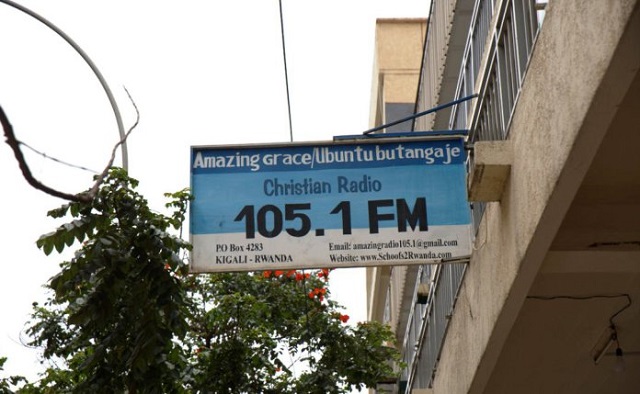 Amazing Grace/Ubuntu butangaje
Christian Radio
105.1 FM
P.O Box 4283
KIGALI - RWANDA
Email: amazingradio105.1@gmail.com
Website: www.Schools2Rwanda.com